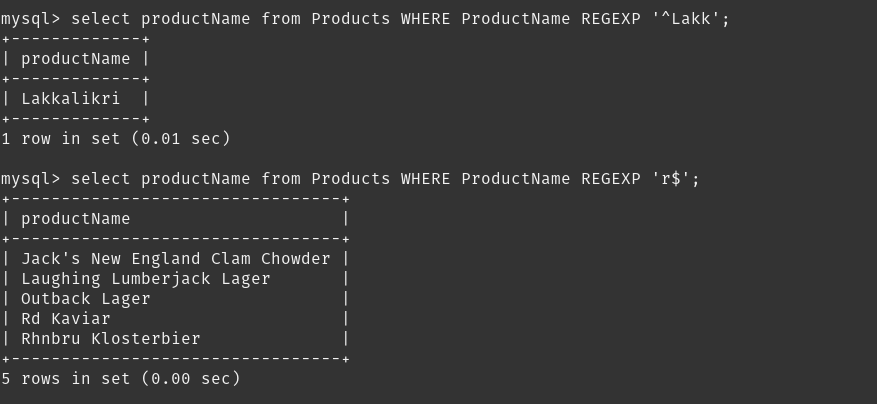 mysql> select productName from Products WHERE ProductName REGEXP '^Lakk';
+-------------+
| productName |
+-------------+
| Lakkalikri  |
+-------------+
1 row in set (0.01 sec)

mysql> select productName from Products WHERE ProductName REGEXP 'r$';
+---------------------------------+
| productName                     |
+---------------------------------+
| Jack's New England Clam Chowder |
| Laughing Lumberjack Lager       |
| Outback Lager                   |
| Rd Kaviar                       |
| Rhnbru Klosterbier              |
+---------------------------------+
5 rows in set (0.00 sec)